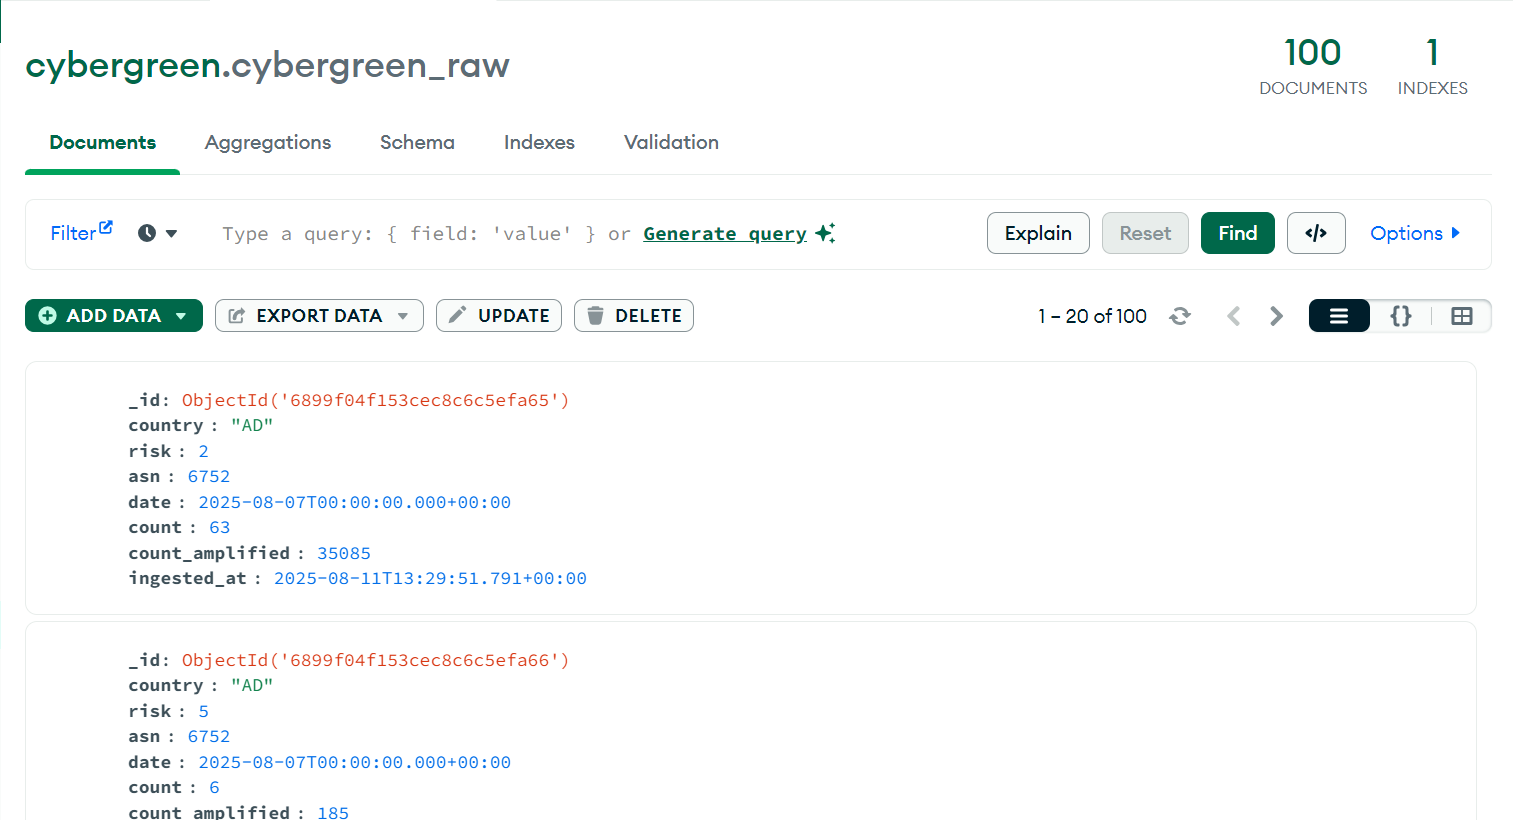 cybergreen.cybergreen_raw
100
DOCUMENTS
1
INDEXES
Documents Aggregations Schema Indexes Validation
Filter Type a query: { field: 'value' } or Generate query Explain Reset Find </> Options
ADD DATA EXPORT DATA UPDATE DELETE 1 – 20 of 100 {}
_id: ObjectId('6899f04f153cec8c6c5efa65')
country : "AD"
risk : 2
asn : 6752
date : 2025-08-07T00:00:00.000+00:00
count : 63
count_amplified : 35085
ingested_at : 2025-08-11T13:29:51.791+00:00
_id: ObjectId('6899f04f153cec8c6c5efa66')
country : "AD"
risk : 5
asn : 6752
date : 2025-08-07T00:00:00.000+00:00
count : 6
count_amplified : 185